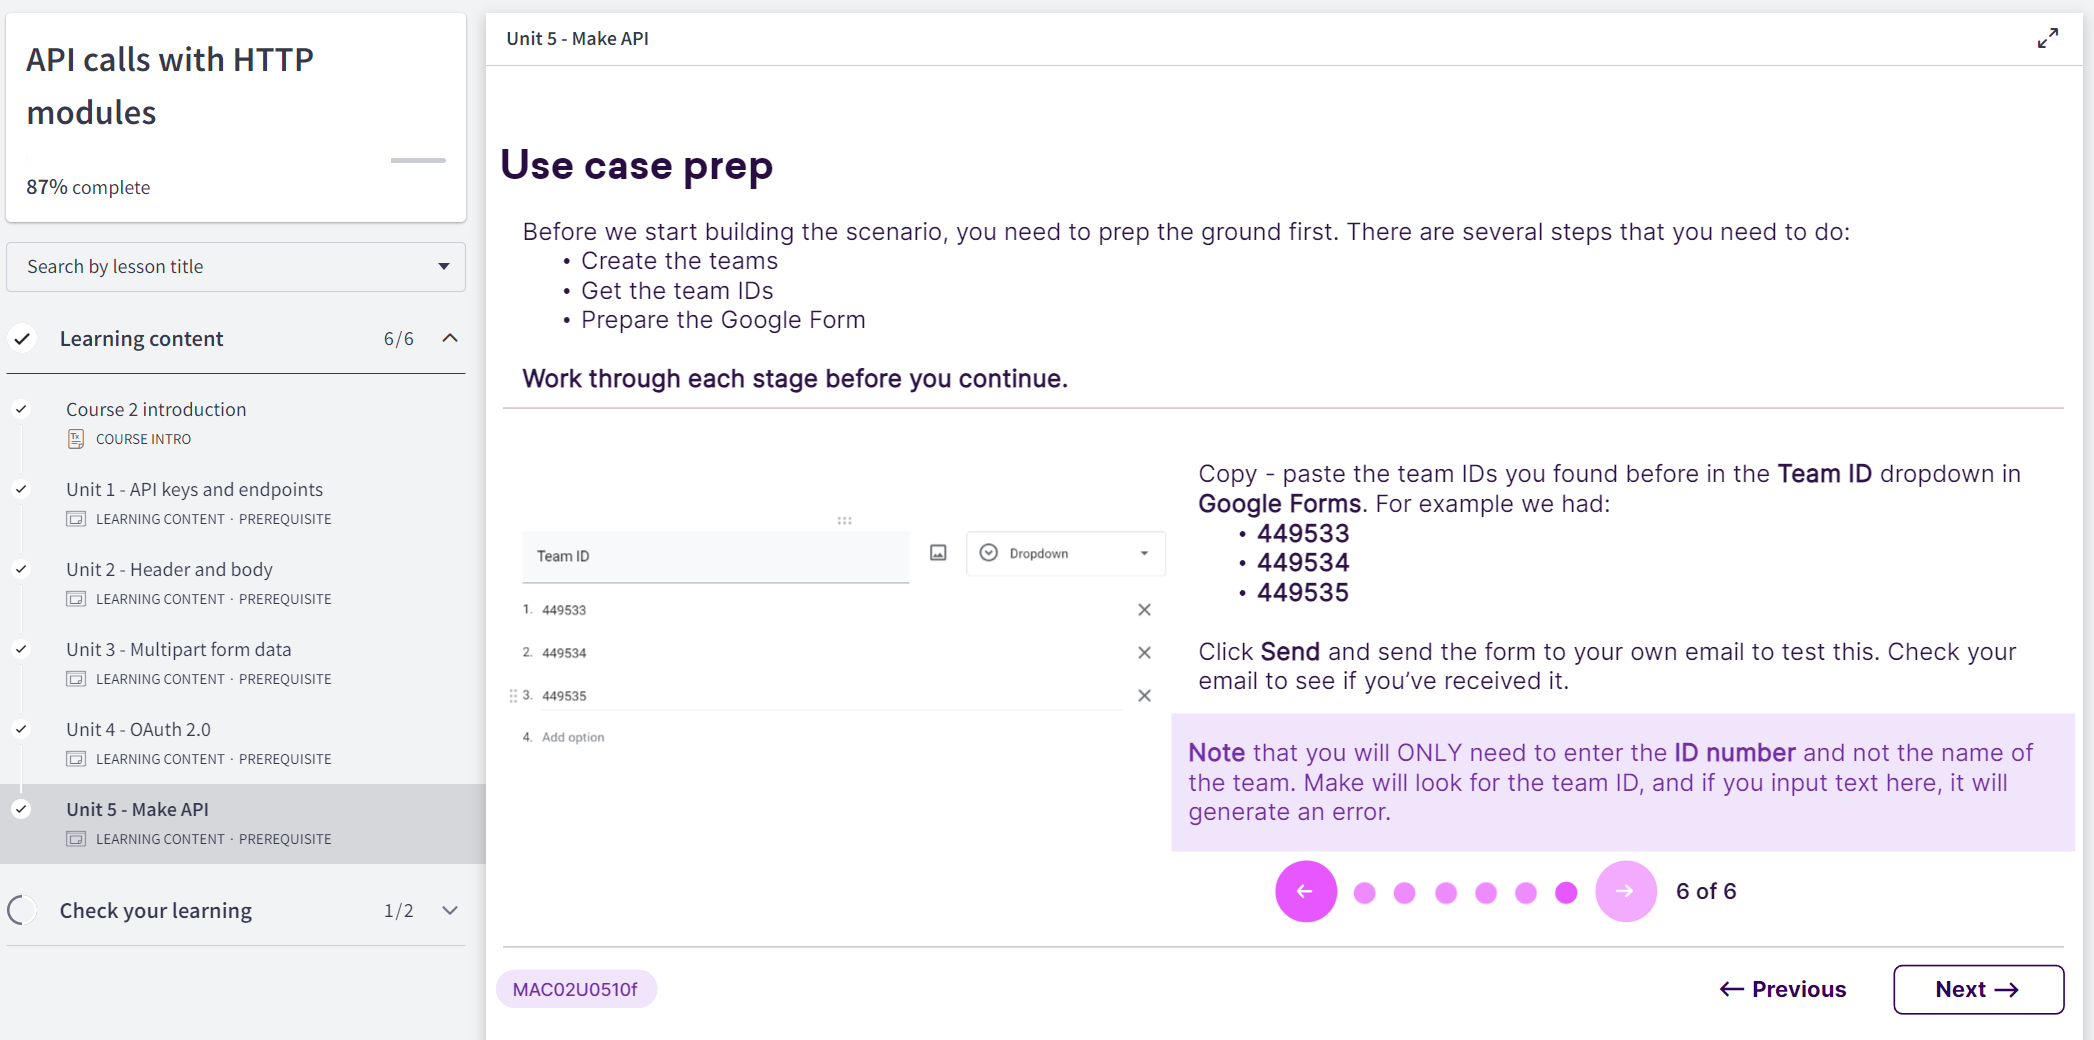 API calls with HTTP
modules
87% complete
Search by lesson title
Learning content 6/6
Course 2 introduction
COURSE INTRO
Unit 1 - API keys and endpoints
LEARNING CONTENT · PREREQUISITE
Unit 2 - Header and body
LEARNING CONTENT · PREREQUISITE
Unit 3 - Multipart form data
LEARNING CONTENT · PREREQUISITE
Unit 4 - OAuth 2.0
LEARNING CONTENT · PREREQUISITE
Unit 5 - Make API
LEARNING CONTENT · PREREQUISITE
Check your learning 1/2
Unit 5 - Make API
Use case prep
Before we start building the scenario, you need to prep the ground first. There are several steps that you need to do:
• Create the teams
• Get the team IDs
• Prepare the Google Form
Work through each stage before you continue.
Team ID
Dropdown
1. 449533
2. 449534
3. 449535
4. Add option
Copy - paste the team IDs you found before in the Team ID dropdown in
Google Forms. For example we had:
• 449533
• 449534
• 449535
Click Send and send the form to your own email to test this. Check your
email to see if you’ve received it.
Note that you will ONLY need to enter the ID number and not the name of
the team. Make will look for the team ID, and if you input text here, it will
generate an error.
6 of 6
MAC02U0510f
← Previous
Next →